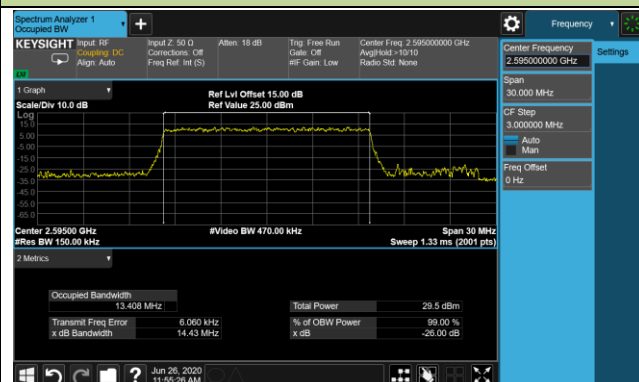 Spectrum Analyzer 1
Occupied BW
Frequency
KEYSIGHT
Input: RF
Coupling: DC
Align: Auto
Input Z: 50 Ω
Corrections: Off
Freq Ref: Int (S)
Atten: 18 dB
Trig: Free Run
Gate: Off
#IF Gain: Low
Center Freq: 2.595000000 GHz
Avg|Hold:>10/10
Radio Std: None
LXI
Center Frequency
2.595000000 GHz
Settings
Span
30.000 MHz
CF Step
3.000000 MHz
Auto
Man
Freq Offset
0 Hz
1 Graph
Scale/Div 10.0 dB
Ref Lvl Offset 15.00 dB
Ref Value 25.00 dBm
Log
15.0
5.00
-5.00
-15.0
-25.0
-35.0
-45.0
-55.0
-65.0
Center 2.59500 GHz
#Res BW 150.00 kHz
#Video BW 470.00 kHz
Span 30 MHz
Sweep 1.33 ms (2001 pts)
2 Metrics
Occupied Bandwidth
13.408 MHz
Total Power 29.5 dBm
Transmit Freq Error 6.060 kHz % of OBW Power 99.00 %
x dB Bandwidth 14.43 MHz x dB -26.00 dB
Jun 26, 2020
11:55:26 AM